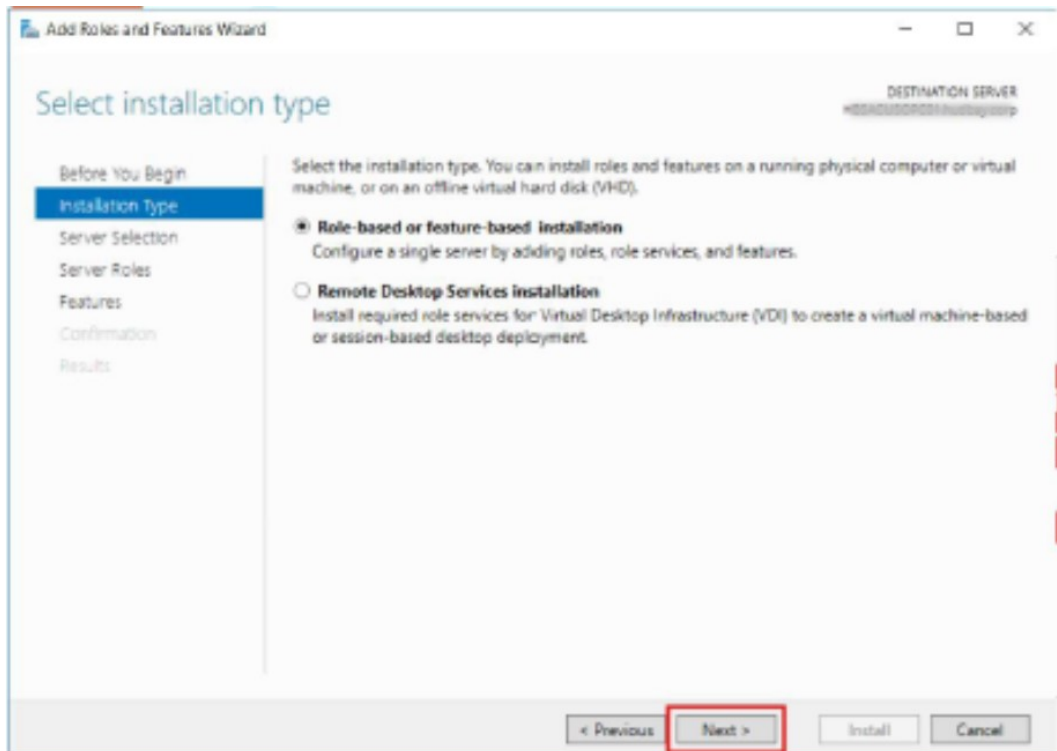 Add Roles and Features Wizard
Select installation type
DESTINATION SERVER
Before You Begin
Installation Type
Server Selection
Server Roles
Features
Confirmation
Results
Select the installation type. You can install roles and features on a running physical computer or virtual
machine, or on an offline virtual hard disk (VHD).
Role-based or feature-based installation
Configure a single server by adding roles, role services, and features.
Remote Desktop Services installation
Install required role services for Virtual Desktop Infrastructure (VDI) to create a virtual machine-based
or session-based desktop deployment.
< Previous
Next >
Install
Cancel